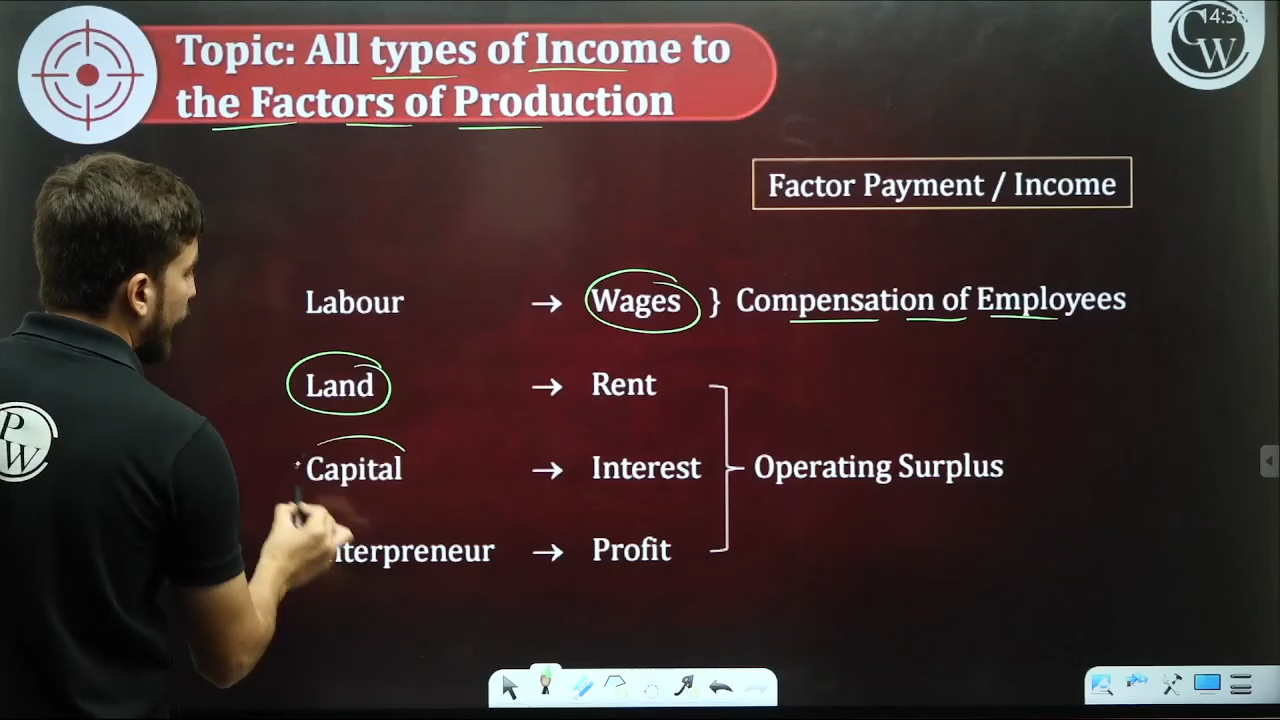 Topic: All types of Income to
the Factors of Production
Factor Payment / Income
Labour → Wages } Compensation of Employees
Land → Rent
Capital → Interest
Operating Surplus
nterpreneur → Profit
P
W
C
W